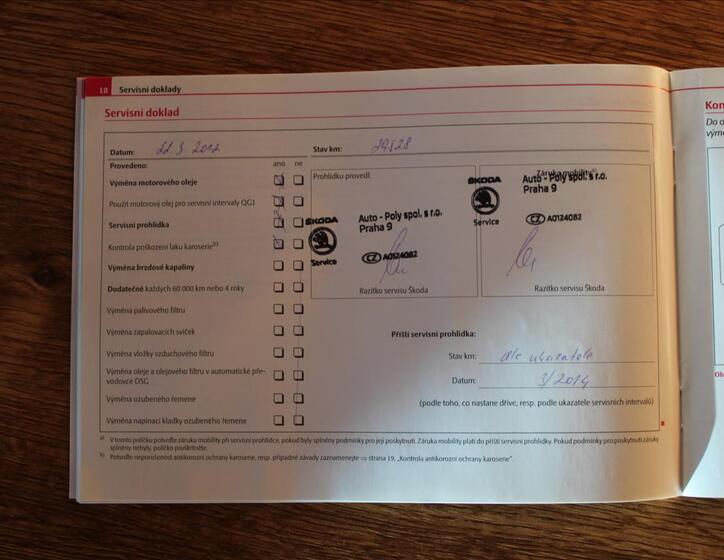 18 Servisní doklady
Servisní doklad
Datum: 22. 3. 2012 Stav km: 29528
Provedeno: ano ne
Výměna motorového oleje
Použit motorový olej pro servisní intervaly QG1
Servisní prohlídka
Kontrola poškození laku karoserie b)
Výměna brzdové kapaliny
Dodatečně každých 60 000 km nebo 4 roky
Výměna palivového filtru
Výměna zapalovacích svíček
Výměna vložky vzduchového filtru
Výměna oleje a olejového filtru v automatické pře-
vodovce DSG
Výměna ozubeného řemene
Výměna napínací kladky ozubeného řemene
Prohlídku provedl:
ŠKODA
Service
Auto - Poly spol. s r.o.
Praha 9
CZ A0124082
Razítko servisu Škoda
Záruka mobility a)
ŠKODA
Service
Auto - Poly spol. s r.o.
Praha 9
CZ A0124082
Razítko servisu Škoda
Příští servisní prohlídka:
Stav km: dle ukazatele
Datum: 3/2014
(podle toho, co nastane dříve, resp. podle ukazatele servisních intervalů)
a) V tomto políčku potvrďte záruku mobility při servisní prohlídce, pokud byly splněny podmínky pro její poskytnutí. Záruka mobility platí do příští servisní prohlídky. Pokud podmínky pro poskytnutí záruky
splněny nebyly, políčko proškrtněte.
b) Potvrďte neporušenost antikorozní ochrany karoserie, resp. případné závady zaznamenejte ⇒ strana 19, „Kontrola antikorozní ochrany karoserie“.
Kon
Do o
výmě